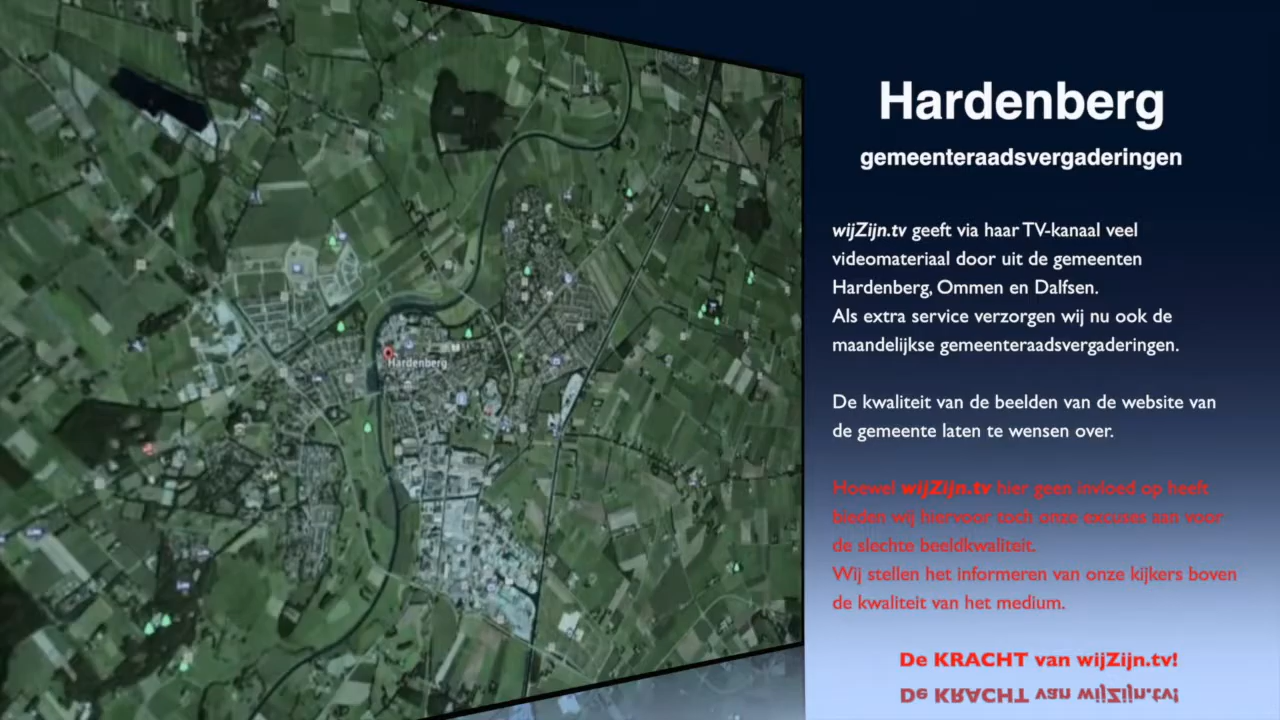 Hardenberg
gemeenteraadsvergaderingen
wijZijn.tv geeft via haar TV-kanaal veel
videomateriaal door uit de gemeenten
Hardenberg, Ommen en Dalfsen.
Als extra service verzorgen wij nu ook de
maandelijkse gemeenteraadsvergaderingen.
De kwaliteit van de beelden van de website van
de gemeente laten te wensen over.
Hoewel wijZijn.tv hier geen invloed op heeft
bieden wij hiervoor toch onze excuses aan voor
de slechte beeldkwaliteit.
Wij stellen het informeren van onze kijkers boven
de kwaliteit van het medium.
De KRACHT van wijZijn.tv!
Hardenberg